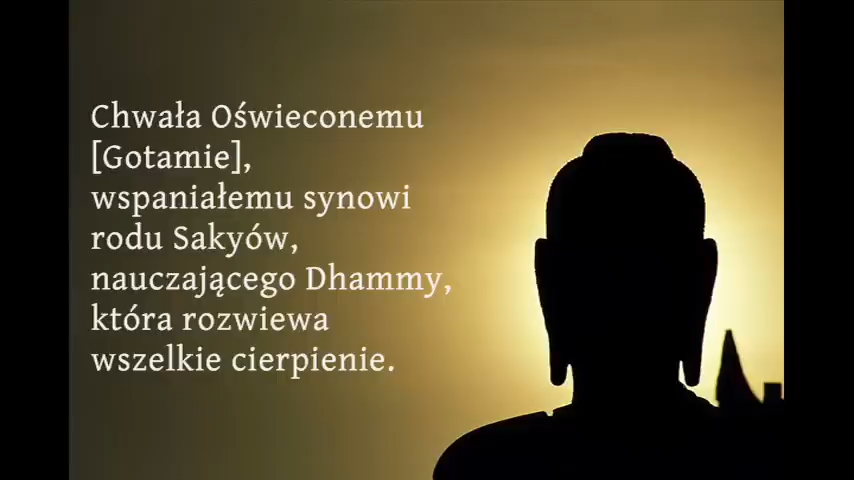 Chwała Oświeconemu
[Gotamie],
wspaniałemu synowi
rodu Sakyów,
nauczającego Dhammy,
która rozwiewa
wszelkie cierpienie.